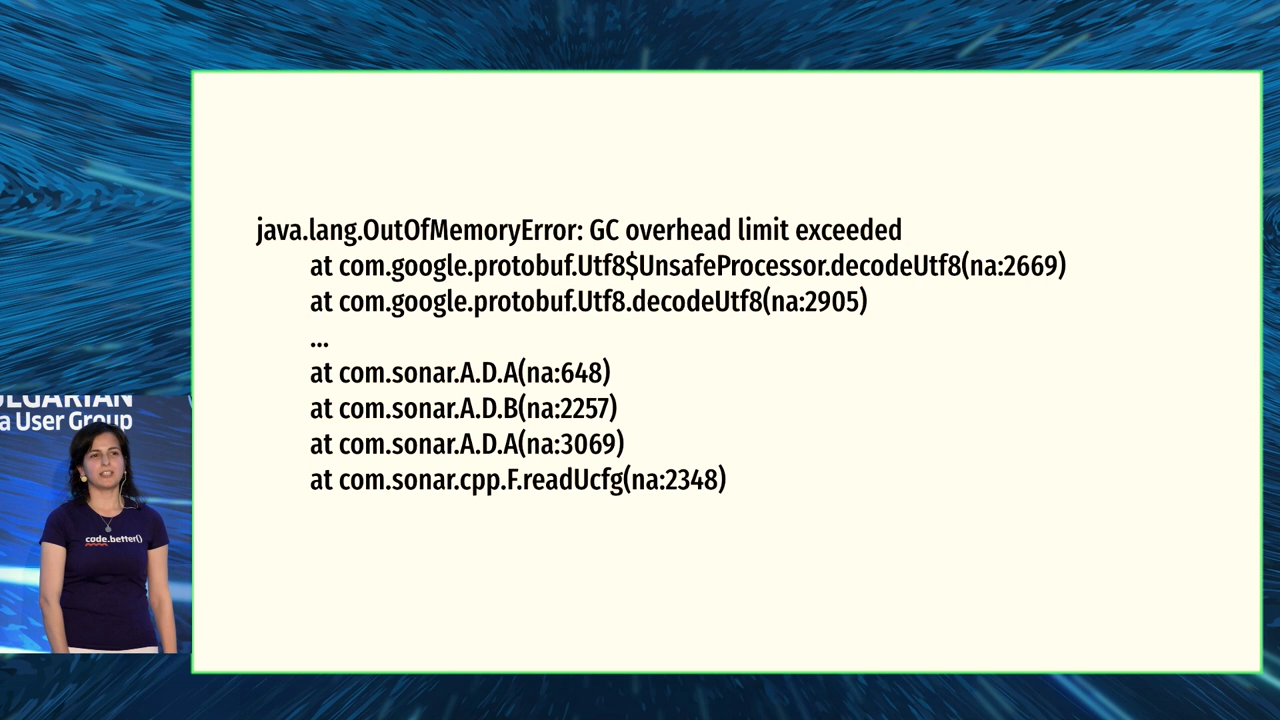 java.lang.OutOfMemoryError: GC overhead limit exceeded
at com.google.protobuf.Utf8$UnsafeProcessor.decodeUtf8(na:2669)
at com.google.protobuf.Utf8.decodeUtf8(na:2905)
...
at com.sonar.A.D.A(na:648)
at com.sonar.A.D.B(na:2257)
at com.sonar.A.D.A(na:3069)
at com.sonar.cpp.F.readUcfg(na:2348)
User Group
code.better()